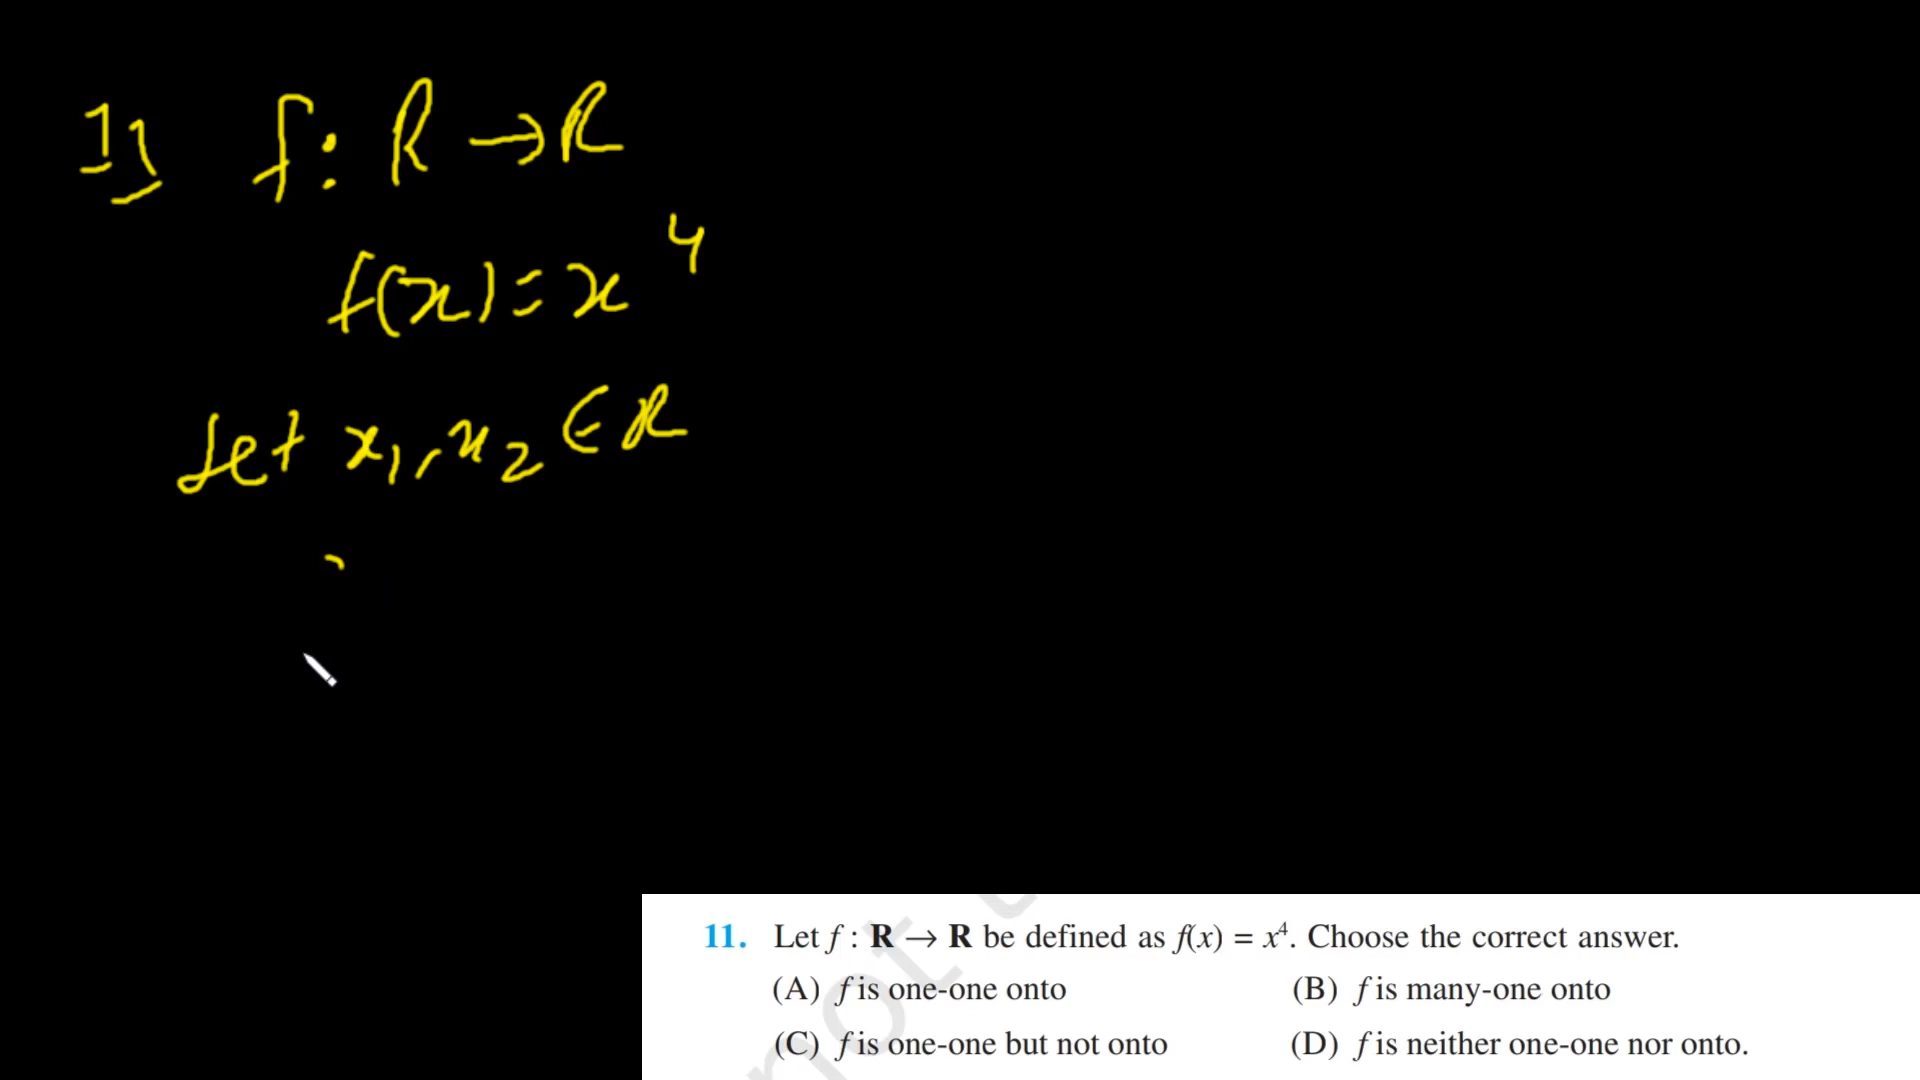 11 f: R → R
f(x) = x⁴
Let x₁, x₂ ∈ R
11. Let f : R → R be defined as f(x) = x⁴. Choose the correct answer.
(A) f is one-one onto (B) f is many-one onto
(C) f is one-one but not onto (D) f is neither one-one nor onto.
not